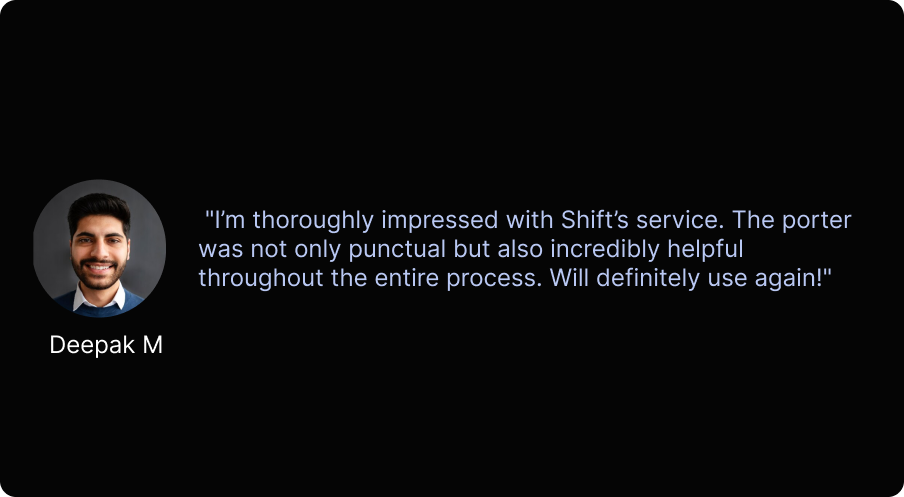 "I’m thoroughly impressed with Shift’s service. The porter
was not only punctual but also incredibly helpful
throughout the entire process. Will definitely use again!"
Deepak M